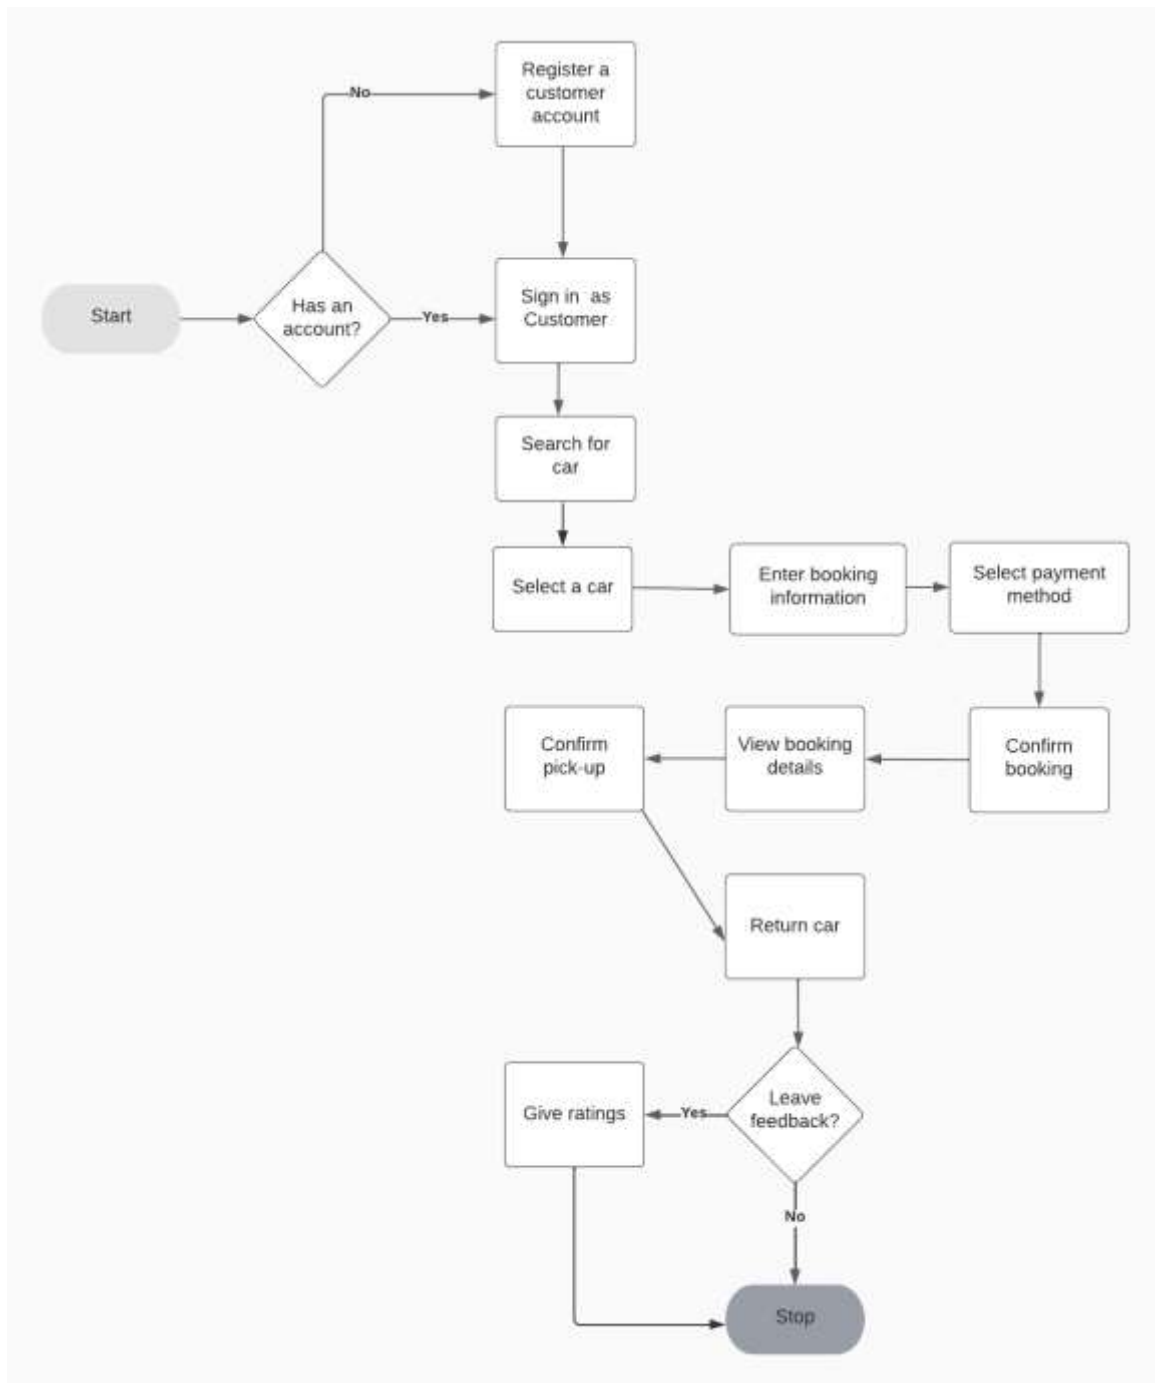 Register a
customer
account
No
Start
Has an
account?
Yes
Sign in  as
Customer
Search for
car
Select a car
Enter booking
information
Select payment
method
Confirm
booking
View booking
details
Confirm
pick-up
Return car
Leave
feedback?
Yes
Give ratings
No
Stop